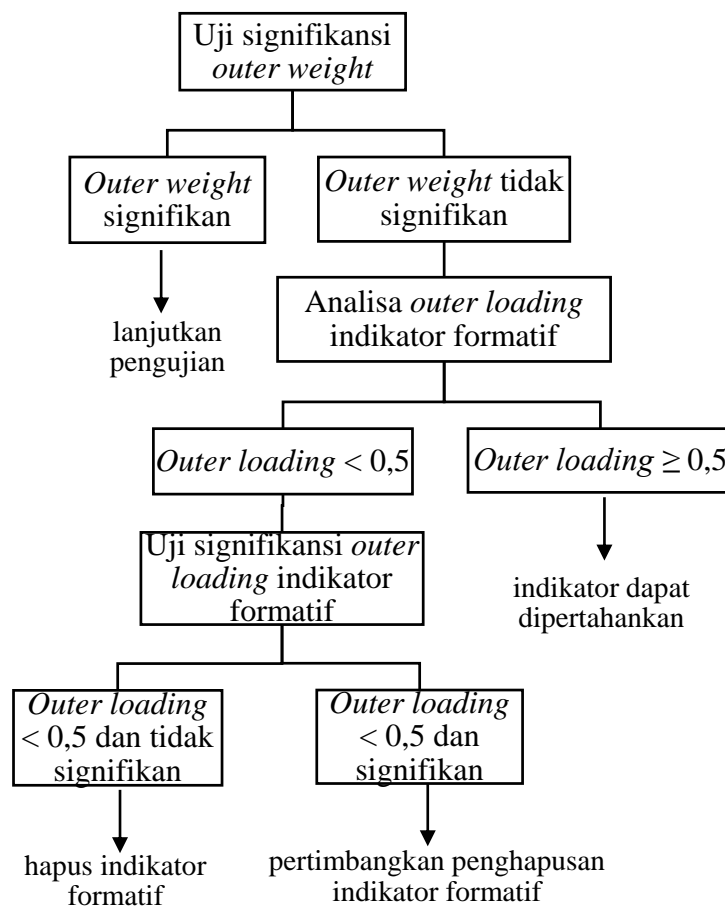 Uji signifikansi
outer weight
Outer weight
signifikan
Outer weight tidak
signifikan
lanjutkan
pengujian
Analisa outer loading
indikator formatif
Outer loading < 0,5
Outer loading ≥ 0,5
Uji signifikansi outer
loading indikator
formatif
indikator dapat
dipertahankan
Outer loading
< 0,5 dan tidak
signifikan
Outer loading
< 0,5 dan
signifikan
hapus indikator
formatif
pertimbangkan penghapusan
indikator formatif